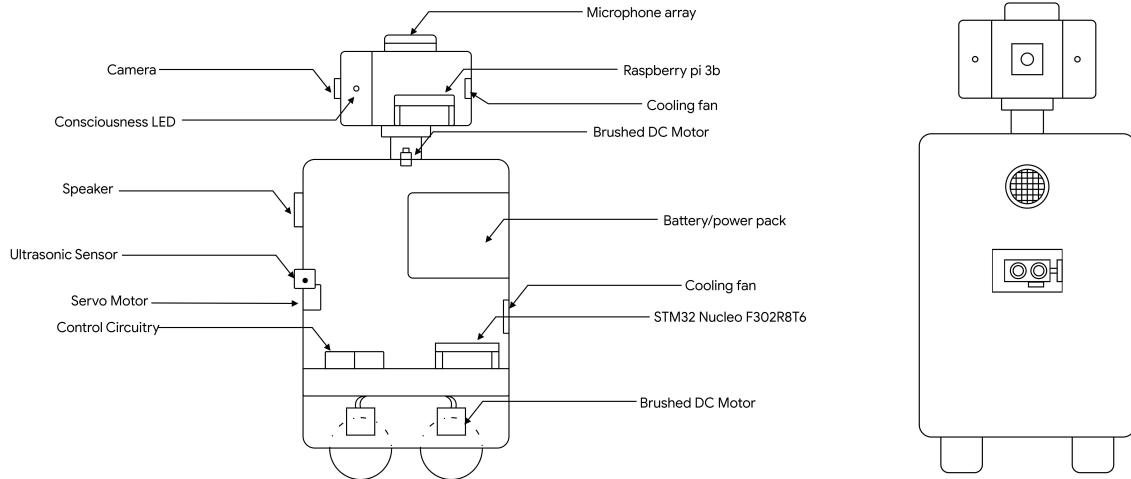 Microphone array
Camera
Raspberry pi 3b
Cooling fan
Consciousness LED
Brushed DC Motor
Speaker
Battery/power pack
Ultrasonic Sensor
Cooling fan
Servo Motor
STM32 Nucleo F302R8T6
Control Circuitry
Brushed DC Motor